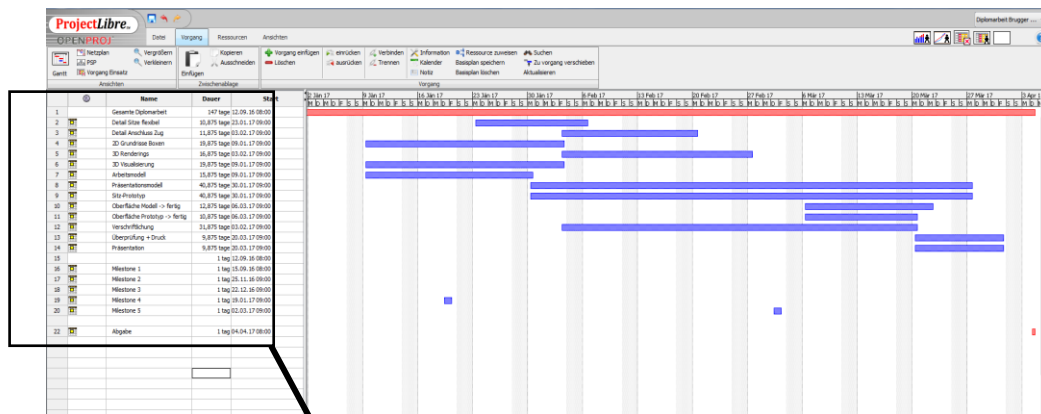 ProjectLibre
OPENPROJ
Datei Vorgang Ressourcen Ansichten
Diplomarbeit Brugger ...
Netzplan Vergrößern Kopieren Vorgang einfügen einrücken Verbinden Information Ressource zuweisen Suchen
PSP Verkleinern Ausschneiden Löschen ausrücken Trennen Kalender Basisplan speichern Zu vorgang verschieben
Gantt Vorgang Einsatz Einfügen Notiz Basisplan löschen Aktualisieren
Ansichten Zwischenablage Vorgang
Name Dauer Start
2 Jän 17 9 Jän 17 16 Jän 17 23 Jän 17 30 Jän 17 6 Feb 17 13 Feb 17 20 Feb 17 27 Feb 17 6 Mär 17 13 Mär 17 20 Mär 17 27 Mär 17 3 Apr 1
M D M D F S S M D M D F S S M D M D F S S M D M D F S S M D M D F S S M D M D F S S M D M D F S S M D M D F S S M D M D F S S M D M D F S S M D M D F S S M D M D F S S M D M D F S S M D
1 Gesamte Diplomarbeit 147 tage 12.09.16 08:00
2 Detail Sitze flexibel 10,875 tage 23.01.17 09:00
3 Detail Anschluss Zug 11,875 tage 03.02.17 09:00
4 2D Grundrisse Boxen 19,875 tage 09.01.17 09:00
5 3D Renderings 16,875 tage 03.02.17 09:00
6 3D Visualisierung 19,875 tage 09.01.17 09:00
7 Arbeitsmodell 15,875 tage 09.01.17 09:00
8 Präsentationsmodell 40,875 tage 30.01.17 09:00
9 Sitz-Prototyp 40,875 tage 30.01.17 09:00
10 Oberfläche Modell -> fertig 12,875 tage 06.03.17 09:00
11 Oberfläche Prototyp -> fertig 10,875 tage 06.03.17 09:00
12 Verschriftlichung 31,875 tage 03.02.17 09:00
13 Überprüfung + Druck 9,875 tage 20.03.17 09:00
14 Präsentation 9,875 tage 20.03.17 09:00
15 1 tag 12.09.16 08:00
16 Milestone 1 1 tag 15.09.16 08:00
17 Milestone 2 1 tag 25.11.16 09:00
18 Milestone 3 1 tag 22.12.16 09:00
19 Milestone 4 1 tag 19.01.17 09:00
20 Milestone 5 1 tag 02.03.17 09:00
22 Abgabe 1 tag 04.04.17 08:00